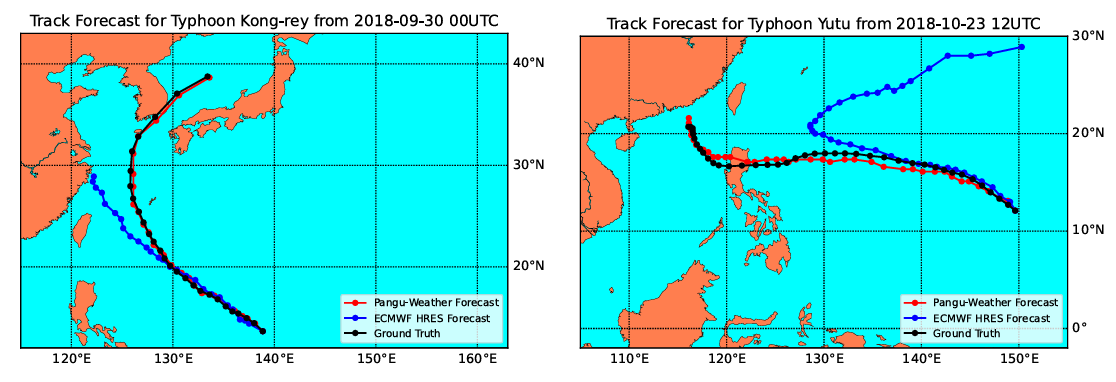 Track Forecast for Typhoon Kong-rey from 2018-09-30 00UTC
40°N
30°N
20°N
Pangu-Weather Forecast
ECMWF HRES Forecast
Ground Truth
120°E
130°E
140°E
150°E
160°E
Track Forecast for Typhoon Yutu from 2018-10-23 12UTC
30°N
20°N
10°N
0°
Pangu-Weather Forecast
ECMWF HRES Forecast
Ground Truth
110°E
120°E
130°E
140°E
150°E